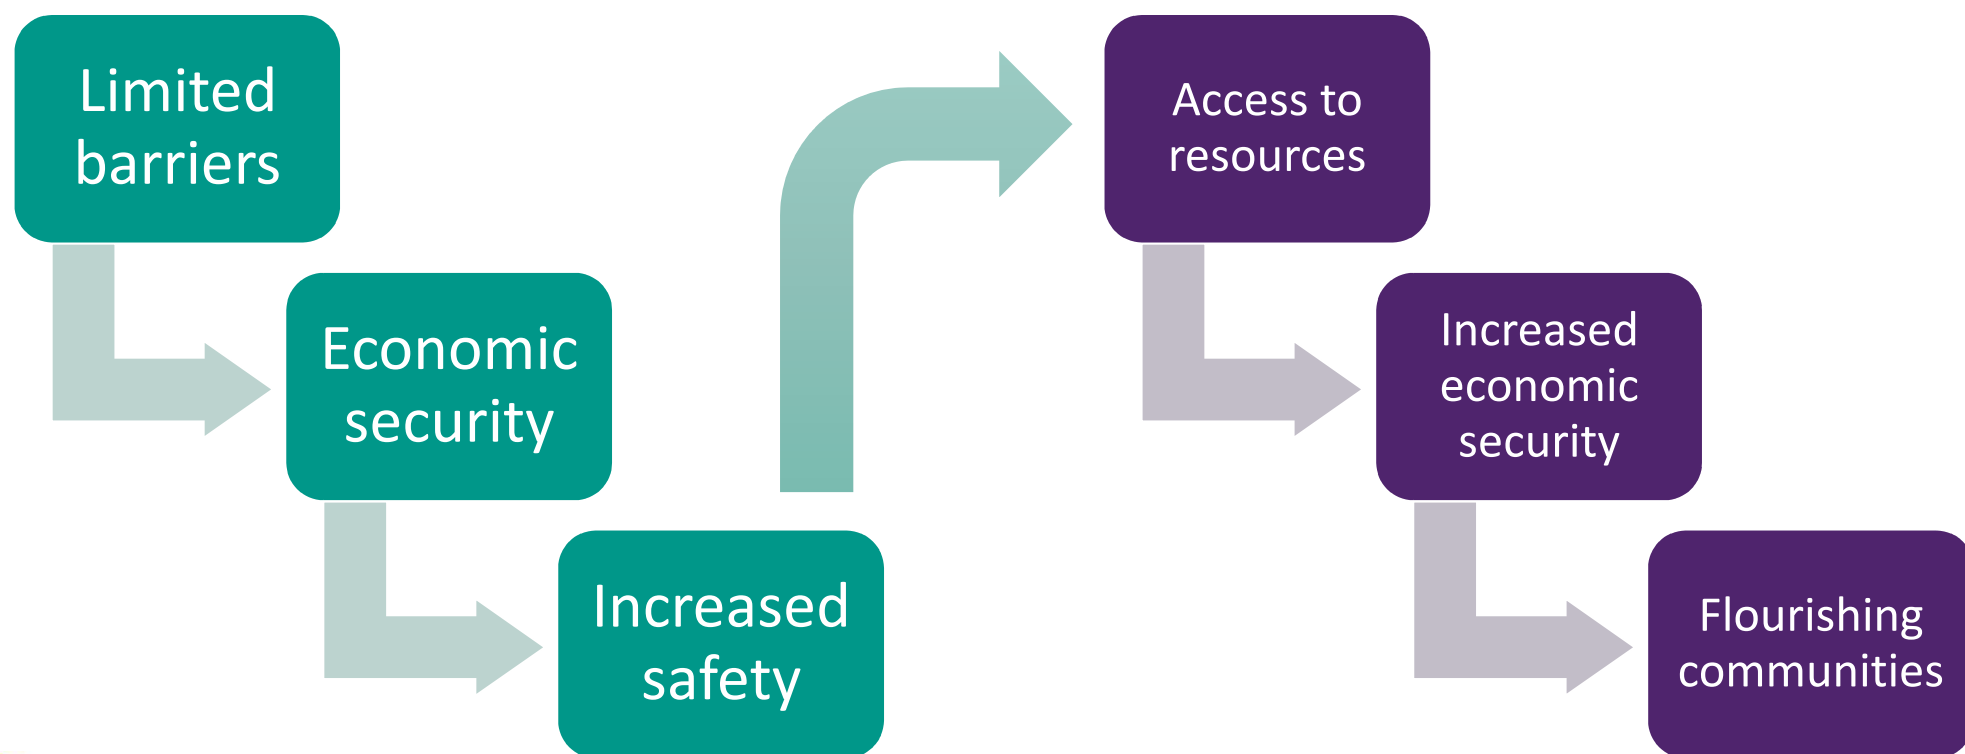 Limited
barriers
Economic
security
Increased
safety
Access to
resources
Increased
economic
security
Flourishing
communities